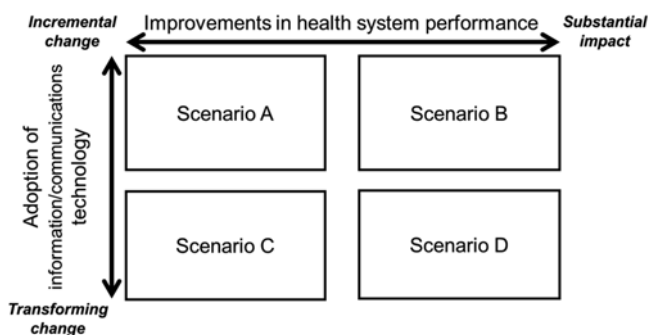 Incremental change
Improvements in health system performance
Substantial impact
Adoption of
information/communications
technology
Scenario A
Scenario B
Scenario C
Scenario D
Transforming change